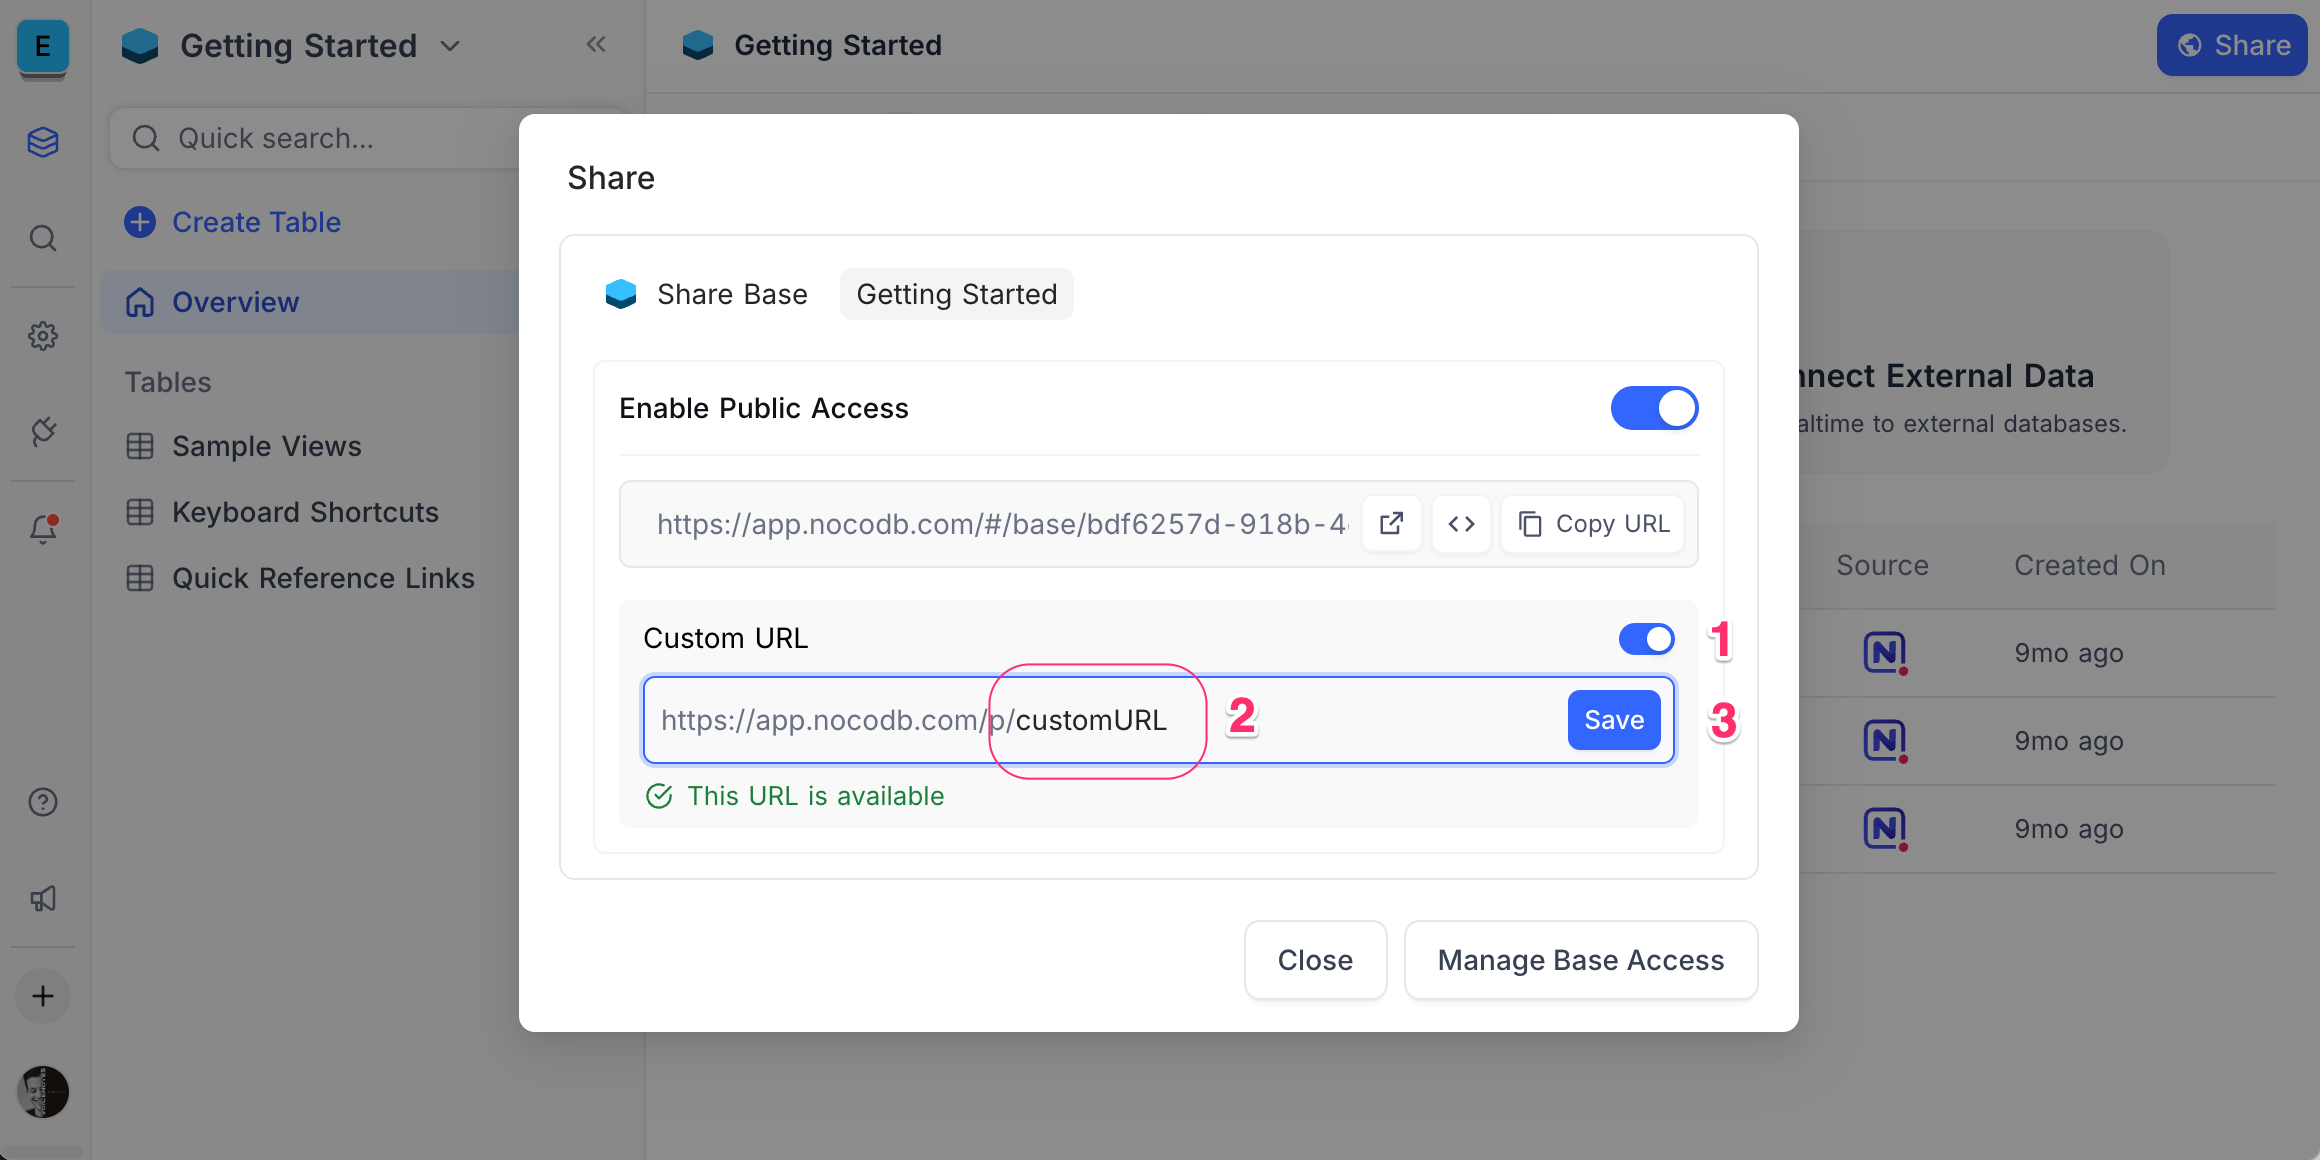 E
Getting Started
Getting Started
Share
Quick search...
Create Table
Overview
Tables
Sample Views
Keyboard Shortcuts
Quick Reference Links
Share
Share Base
Getting Started
Enable Public Access
https://app.nocodb.com/#/base/bdf6257d-918b-4
Copy URL
Custom URL
1
https://app.nocodb.com/p/customURL
2
Save
3
This URL is available
Close
Manage Base Access
nnect External Data
altime to external databases.
Source
Created On
N
9mo ago
N
9mo ago
N
9mo ago